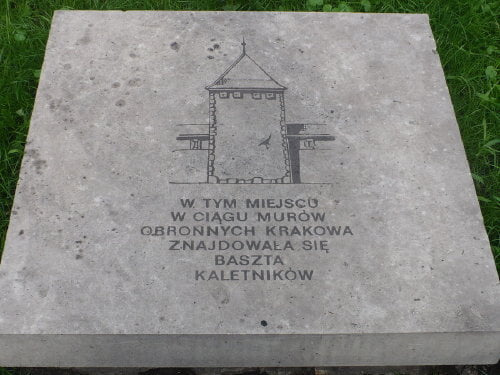 W TYM MIEJSCU
W CIĄGU MURÓW
OBRONNYCH KRAKOWA
ZNAJDOWAŁA SIĘ
BASZTA
KALETNIKÓW